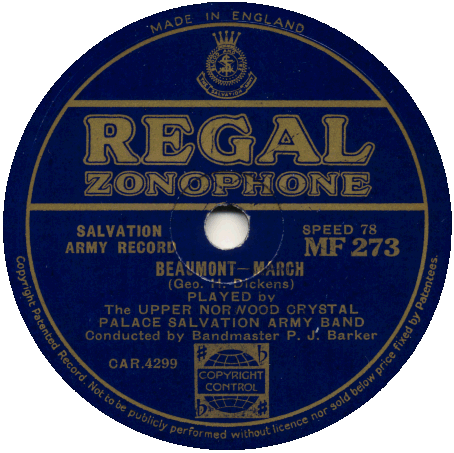 MADE IN ENGLAND
REGAL
ZONOPHONE
SALVATION
ARMY RECORD
SPEED 78
MF 273
BEAUMONT—MARCH
(Geo. H. Dickens)
PLAYED by
The UPPER NORWOOD CRYSTAL
PALACE SALVATION ARMY BAND
Conducted by Bandmaster P. J. Barker
CAR.4299
COPYRIGHT
CONTROL
Copyright Patented Record. Not to be publicly performed without licence nor sold below price fixed by Patentees.